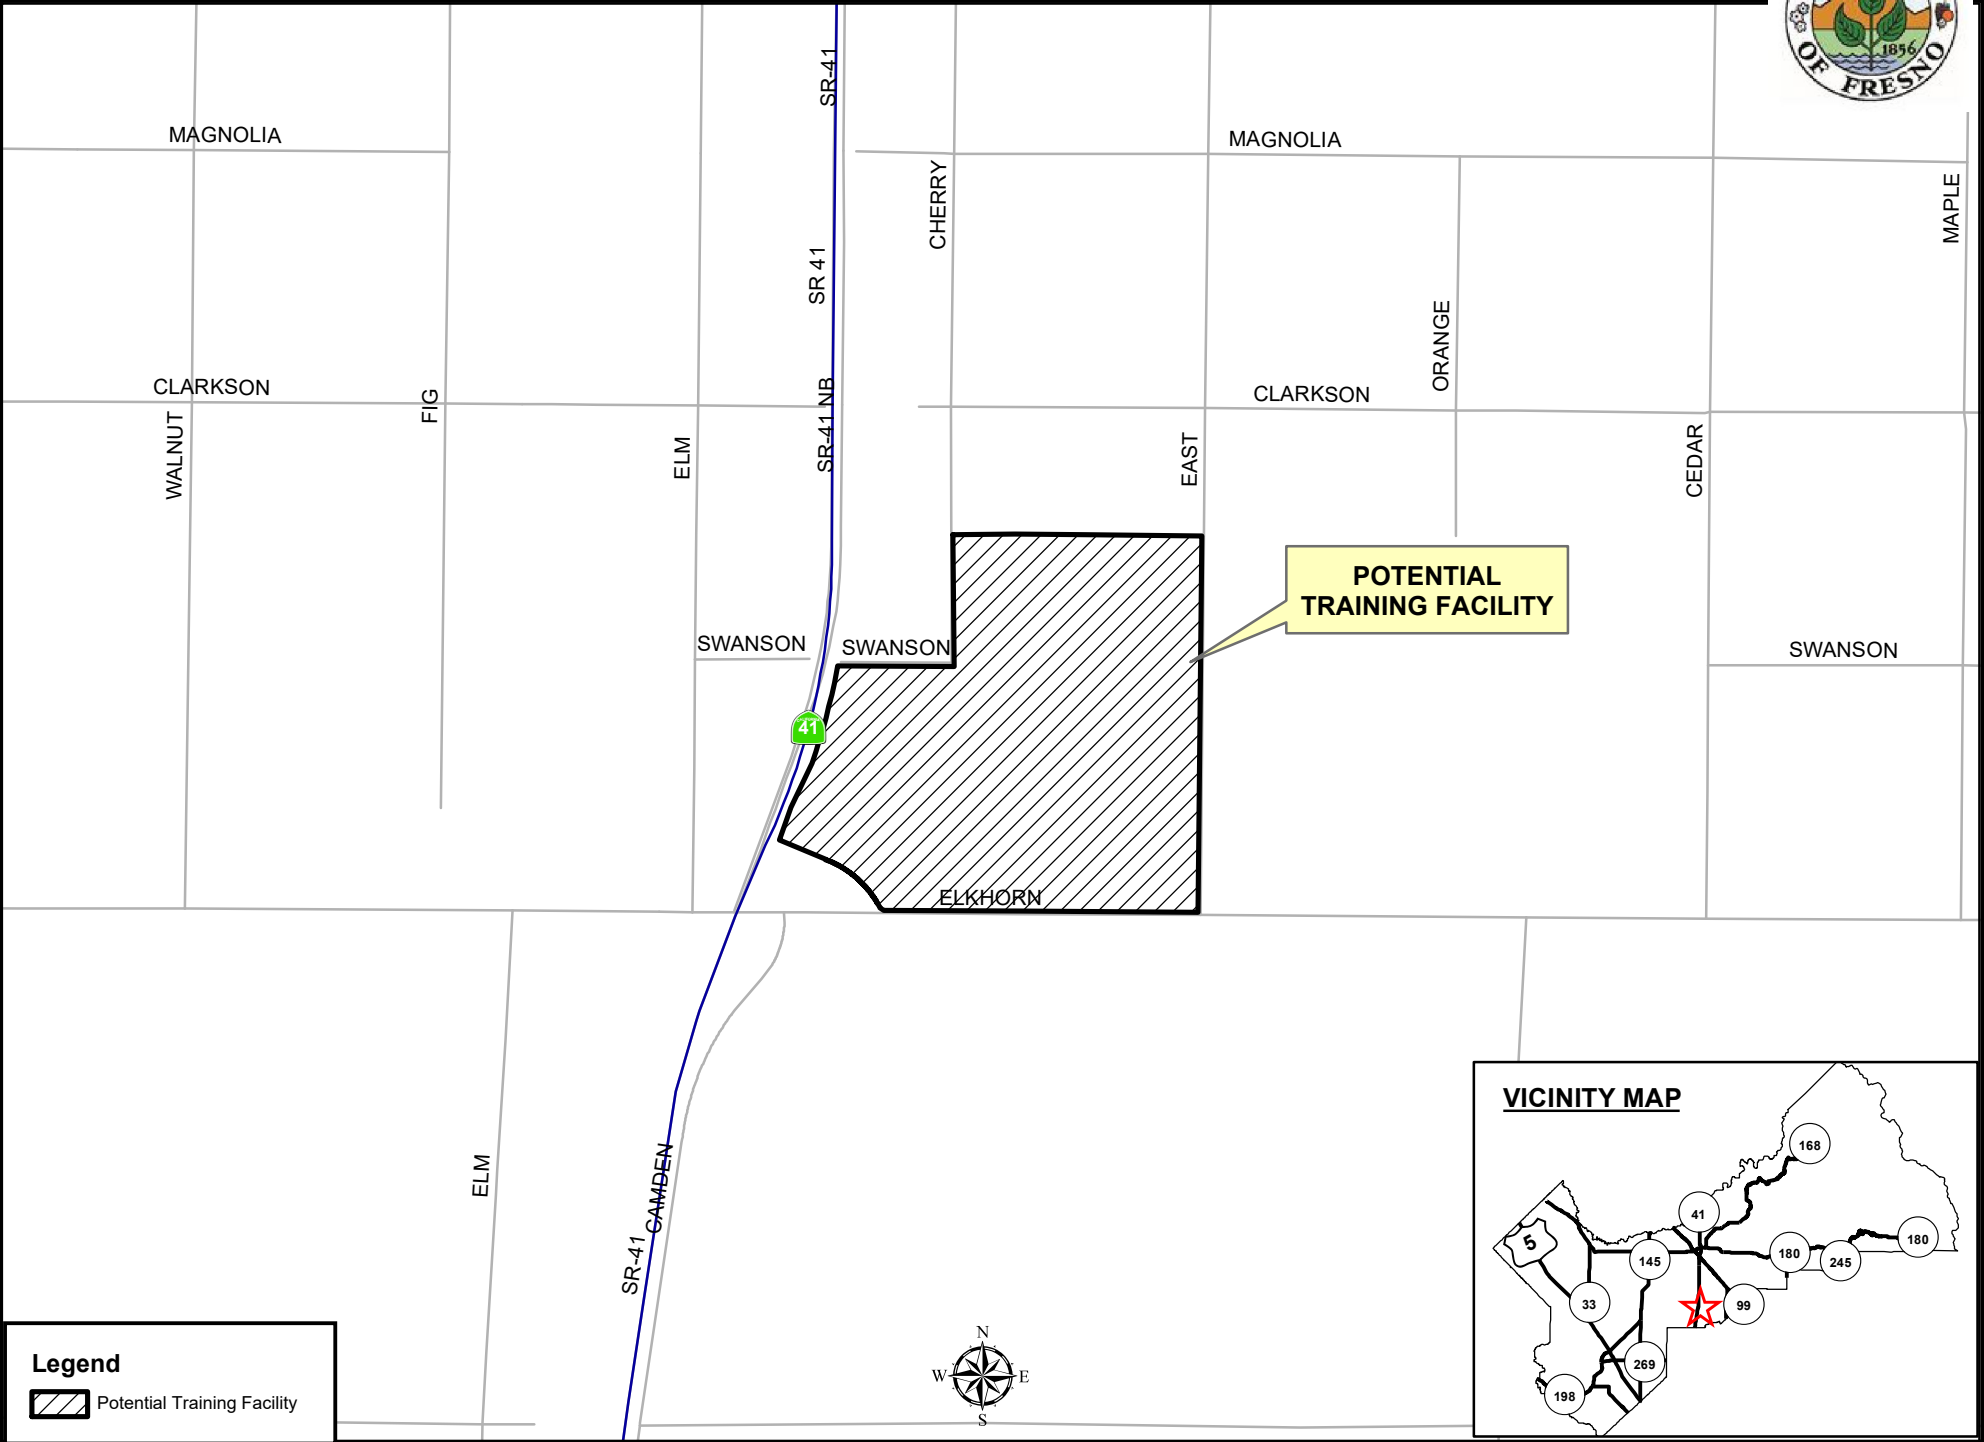 1856
OF FRESNO
SR-41
MAGNOLIA
MAGNOLIA
CHERRY
MAPLE
SR 41
ORANGE
CLARKSON
FIG
SR-41 NB
CLARKSON
WALNUT
ELM
EAST
CEDAR
POTENTIAL
TRAINING FACILITY
SWANSON
SWANSON
SWANSON
41
ELKHORN
ELM
CAMDEN
SR-41
VICINITY MAP
168
41
5
145
180
245
180
33
99
269
198
N
W
E
S
Legend
Potential Training Facility